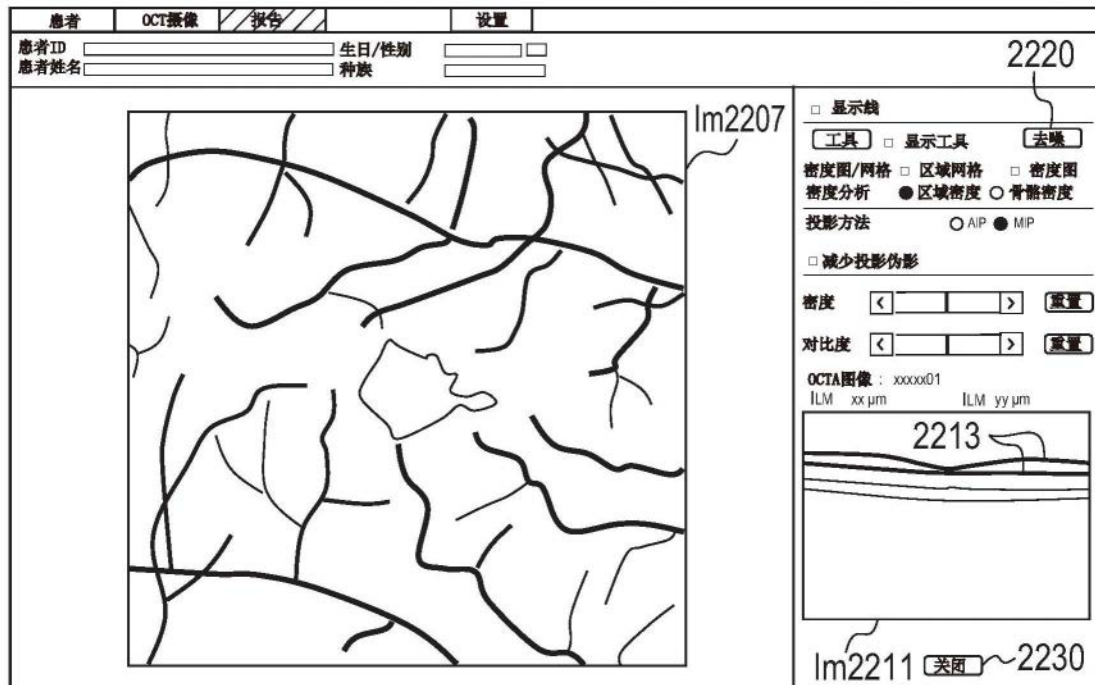 患者 OCT摄像 报告 设置
患者ID 生日/性别
患者姓名 种族
2220
Im2207
显示线
工具 显示工具 去噪
密度图/网格 区域网格 密度图
密度分析 区域密度 骨骼密度
投影方法 AIP MIP
减少投影伪影
密度 < > 重置
对比度 < > 重置
OCTA图像：xxxxx01
ILM xx μm ILM yy μm
2213
Im2211 关闭 2230